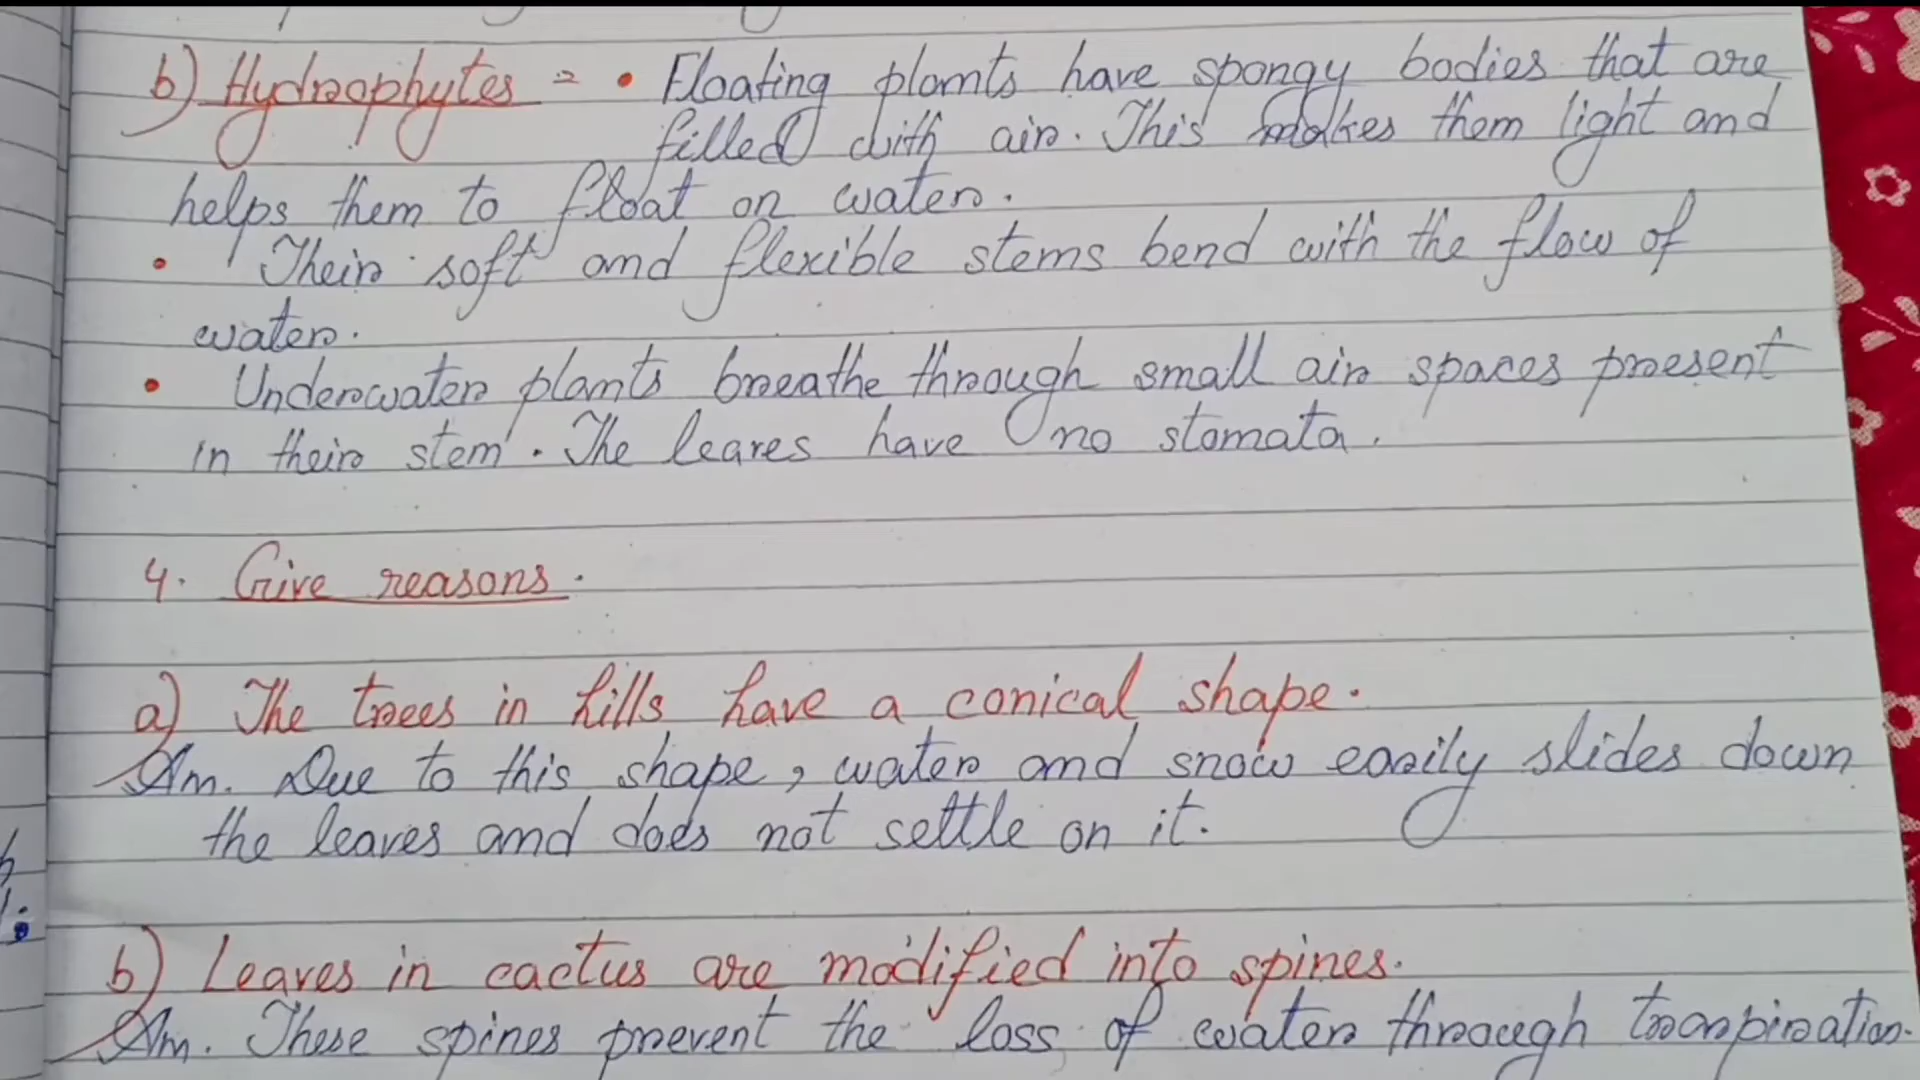 b) Hydrophytes = • Floating plants have spongy bodies that are
filled with air. This makes them light and
helps them to float on water.
• Their soft and flexible stems bend with the flow of
water.
• Underwater plants breathe through small air spaces present
in their stem. The leaves have no stomata.
4. Give reasons.
a) The trees in hills have a conical shape.
Ans. Due to this shape, water and snow easily slides down
the leaves and does not settle on it.
b) Leaves in cactus are modified into spines.
Ans. These spines prevent the loss of water through transpiration.